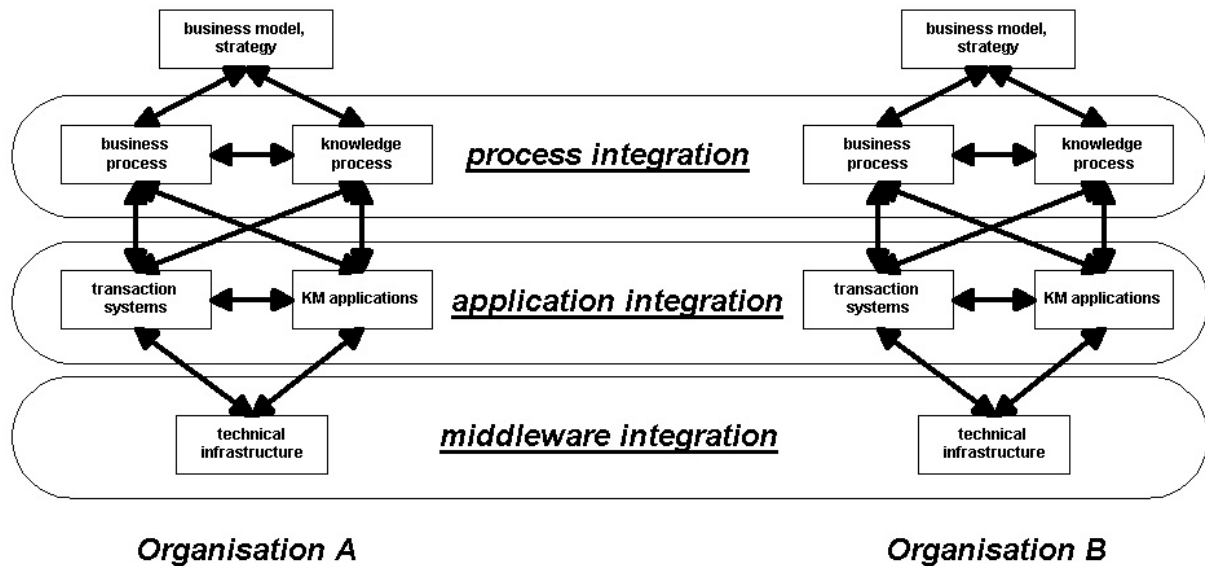 business model,
strategy
business model,
strategy
business
process
knowledge
process
process integration
business
process
knowledge
process
transaction
systems
KM applications
application integration
transaction
systems
KM applications
technical
infrastructure
middleware integration
technical
infrastructure
Organisation A
Organisation B